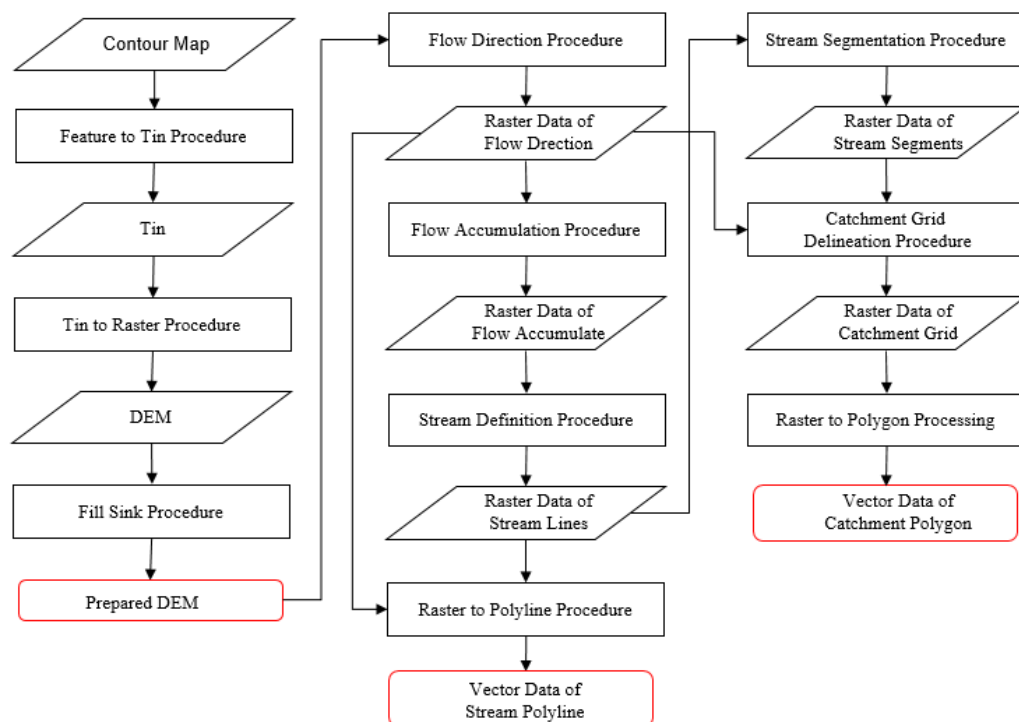 Contour Map
Feature to Tin Procedure
Tin
Tin to Raster Procedure
DEM
Fill Sink Procedure
Prepared DEM
Flow Direction Procedure
Raster Data of
Flow Drection
Flow Accumulation Procedure
Raster Data of
Flow Accumulate
Stream Definition Procedure
Raster Data of
Stream Lines
Raster to Polyline Procedure
Vector Data of
Stream Polyline
Stream Segmentation Procedure
Raster Data of
Stream Segments
Catchment Grid
Delineation Procedure
Raster Data of
Catchment Grid
Raster to Polygon Processing
Vector Data of
Catchment Polygon